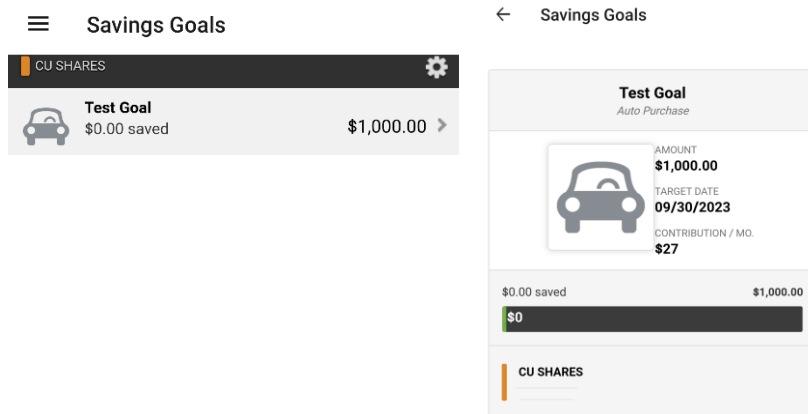 Savings Goals
CU SHARES
Test Goal
$0.00 saved
$1,000.00
Savings Goals
Test Goal
Auto Purchase
AMOUNT
$1,000.00
TARGET DATE
09/30/2023
CONTRIBUTION / MO.
$27
$0.00 saved
$1,000.00
$0
CU SHARES